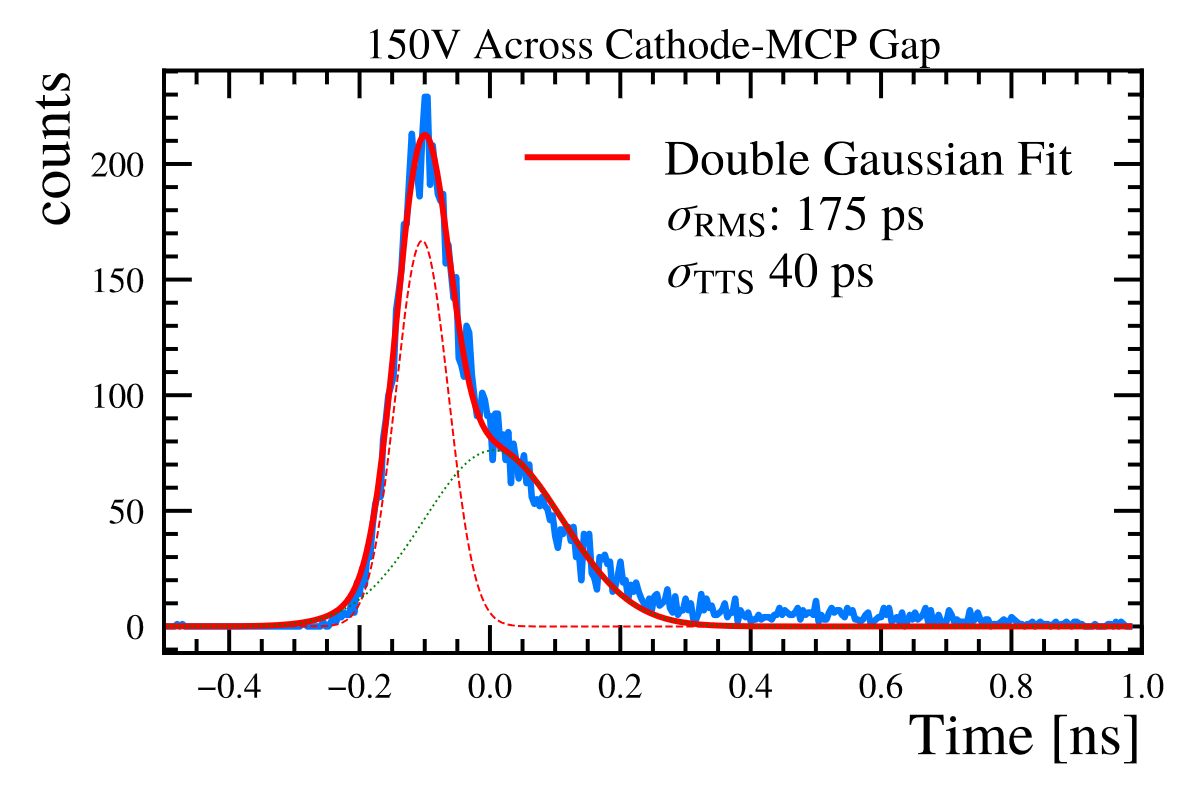 150V Across Cathode-MCP Gap
counts
200
150
100
50
0
Double Gaussian Fit
σRMS: 175 ps
σTTS 40 ps
−0.4 −0.2 0.0 0.2 0.4 0.6 0.8 1.0
Time [ns]